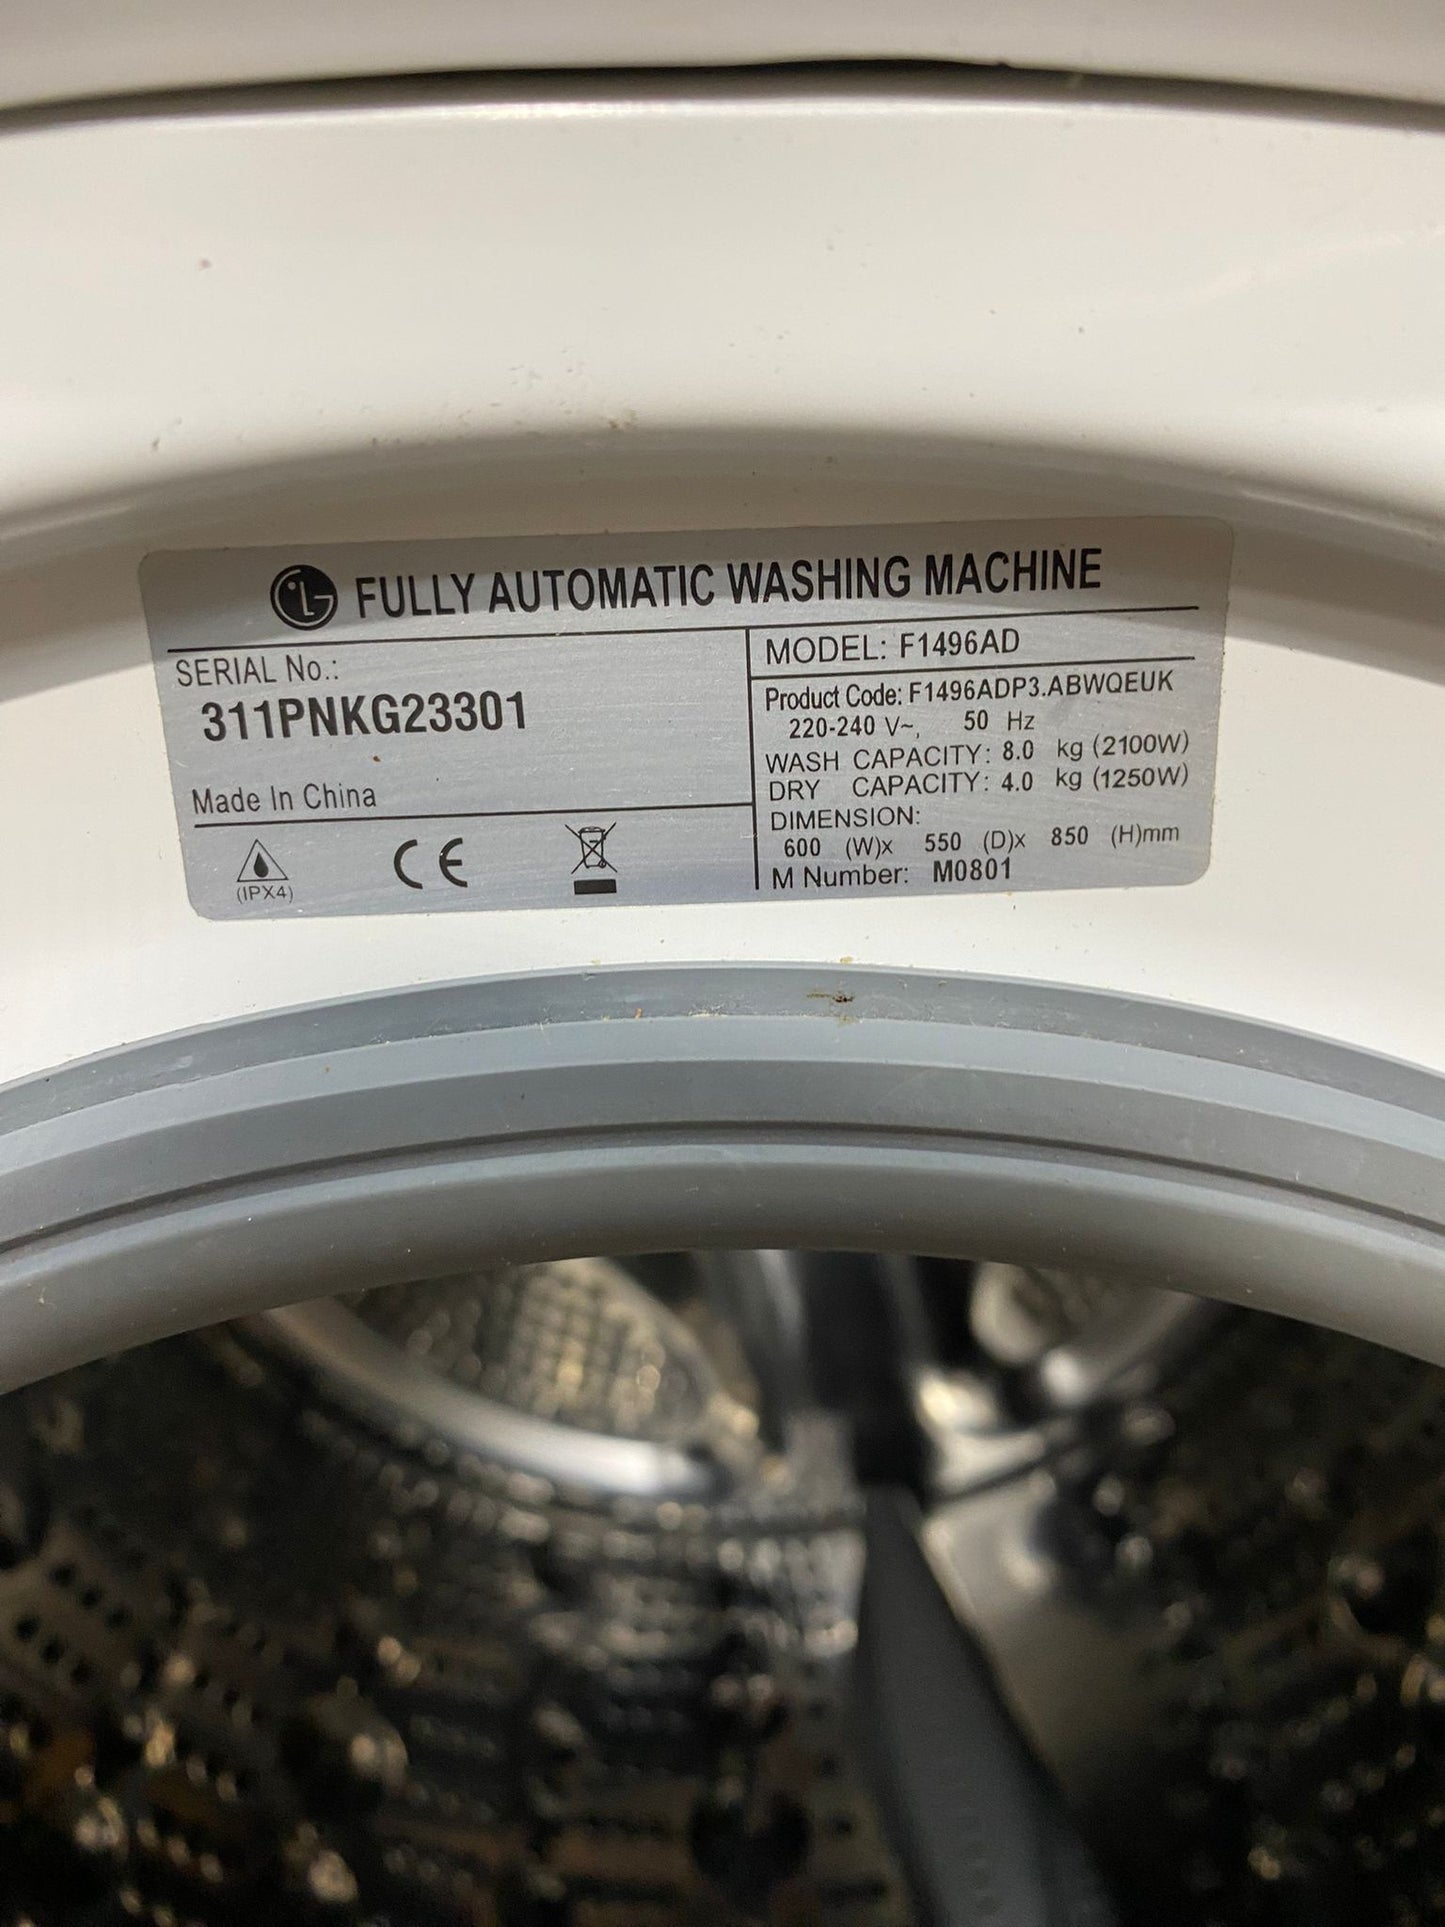 LG FULLY AUTOMATIC WASHING MACHINE
SERIAL No.:
311PNKG23301
Made In China
(IPX4)
CE
MODEL: F1496AD
Product Code: F1496ADP3.ABWQEUK
220-240 V~, 50 Hz
WASH CAPACITY: 8.0 kg (2100W)
DRY CAPACITY: 4.0 kg (1250W)
DIMENSION:
600 (W)x 550 (D)x 850 (H)mm
M Number: M0801